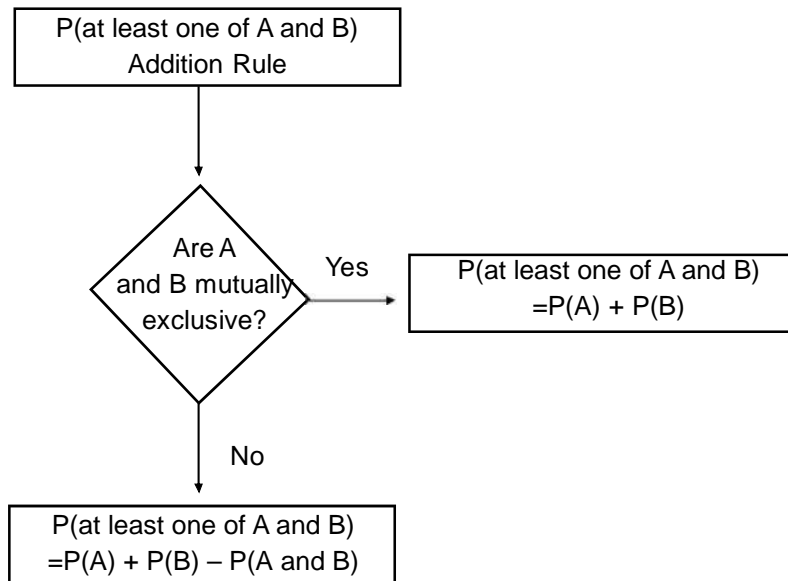 P(at least one of A and B)
Addition Rule
Are A
and B mutually
exclusive?
Yes
P(at least one of A and B)
=P(A) + P(B)
No
P(at least one of A and B)
=P(A) + P(B) – P(A and B)